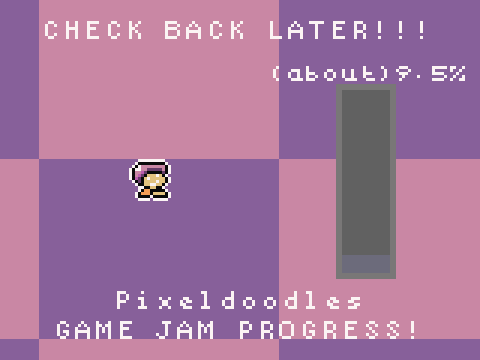 CHECK BACK LATER!!!
(about)9.5%
Pixeldoodles
GAME JAM PROGRESS!